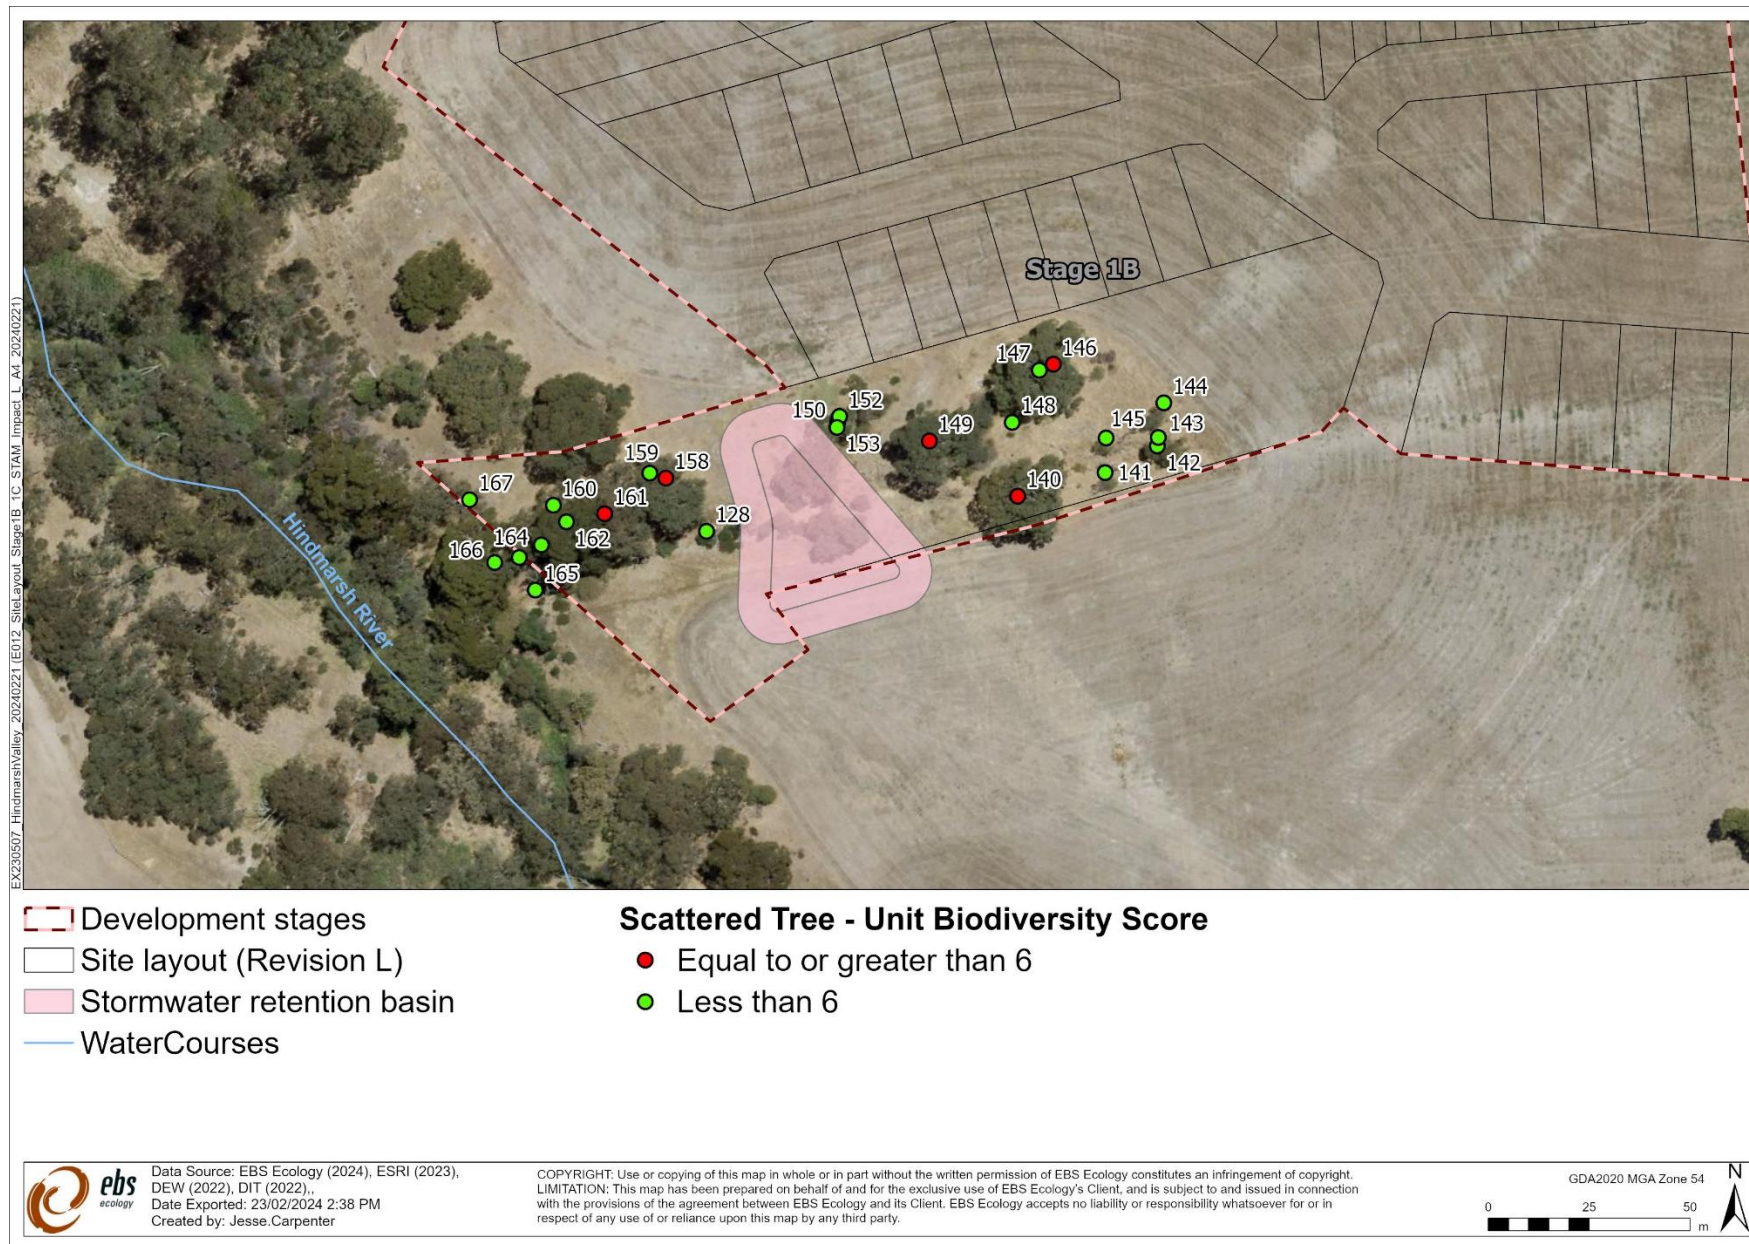 EX230507_HindmarshValley_20240221 (E012_SiteLayout_Stage1B 1C_STAM_Impact_L_A4_20240221)
Stage 1B
147
146
144
150
152
148
145
143
149
153
159
158
141
142
140
167
160
161
128
164
162
166
165
Hindmarsh River
Development stages
Site layout (Revision L)
Stormwater retention basin
WaterCourses
Scattered Tree - Unit Biodiversity Score
Equal to or greater than 6
Less than 6
ebs
ecology
Data Source: EBS Ecology (2024), ESRI (2023),
DEW (2022), DIT (2022),,
Date Exported: 23/02/2024 2:38 PM
Created by: Jesse.Carpenter
COPYRIGHT: Use or copying of this map in whole or in part without the written permission of EBS Ecology constitutes an infringement of copyright.
LIMITATION: This map has been prepared on behalf of and for the exclusive use of EBS Ecology's Client, and is subject to and issued in connection
with the provisions of the agreement between EBS Ecology and its Client. EBS Ecology accepts no liability or responsibility whatsoever for or in
respect of any use of or reliance upon this map by any third party.
GDA2020 MGA Zone 54
N
0 25 50
m